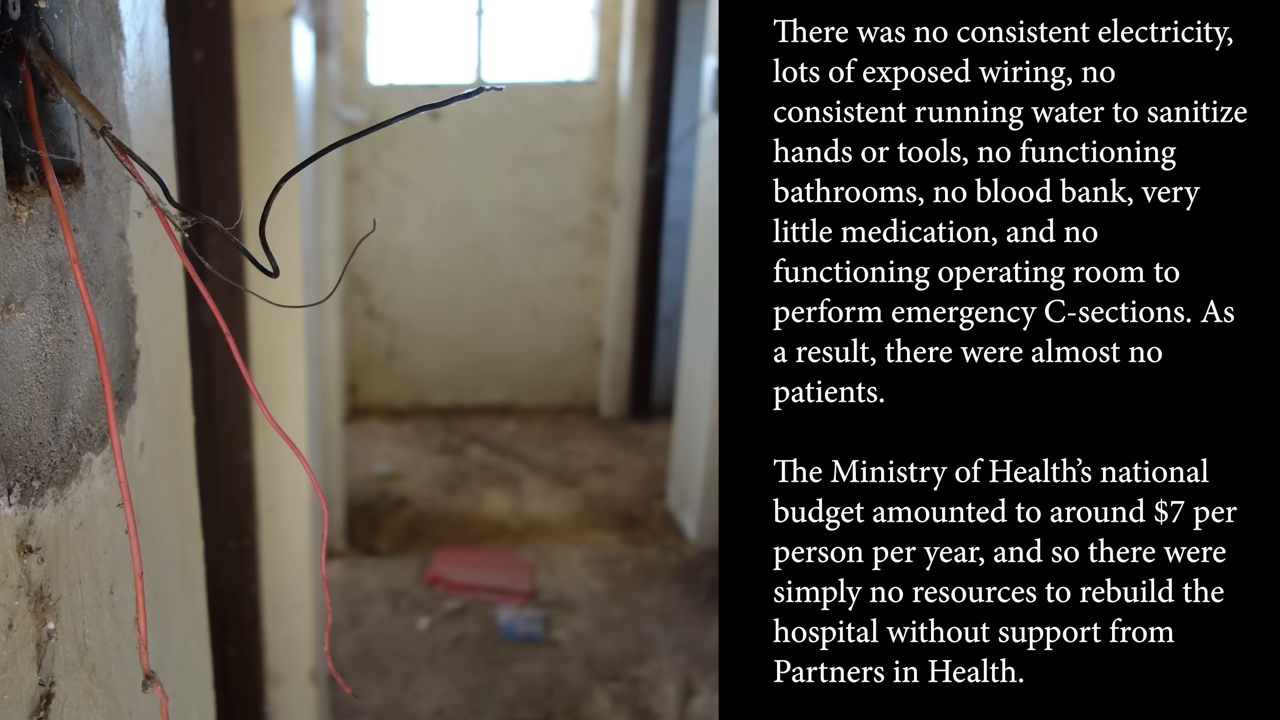 There was no consistent electricity,
lots of exposed wiring, no
consistent running water to sanitize
hands or tools, no functioning
bathrooms, no blood bank, very
little medication, and no
functioning operating room to
perform emergency C-sections. As
a result, there were almost no
patients.
The Ministry of Health’s national
budget amounted to around $7 per
person per year, and so there were
simply no resources to rebuild the
hospital without support from
Partners in Health.